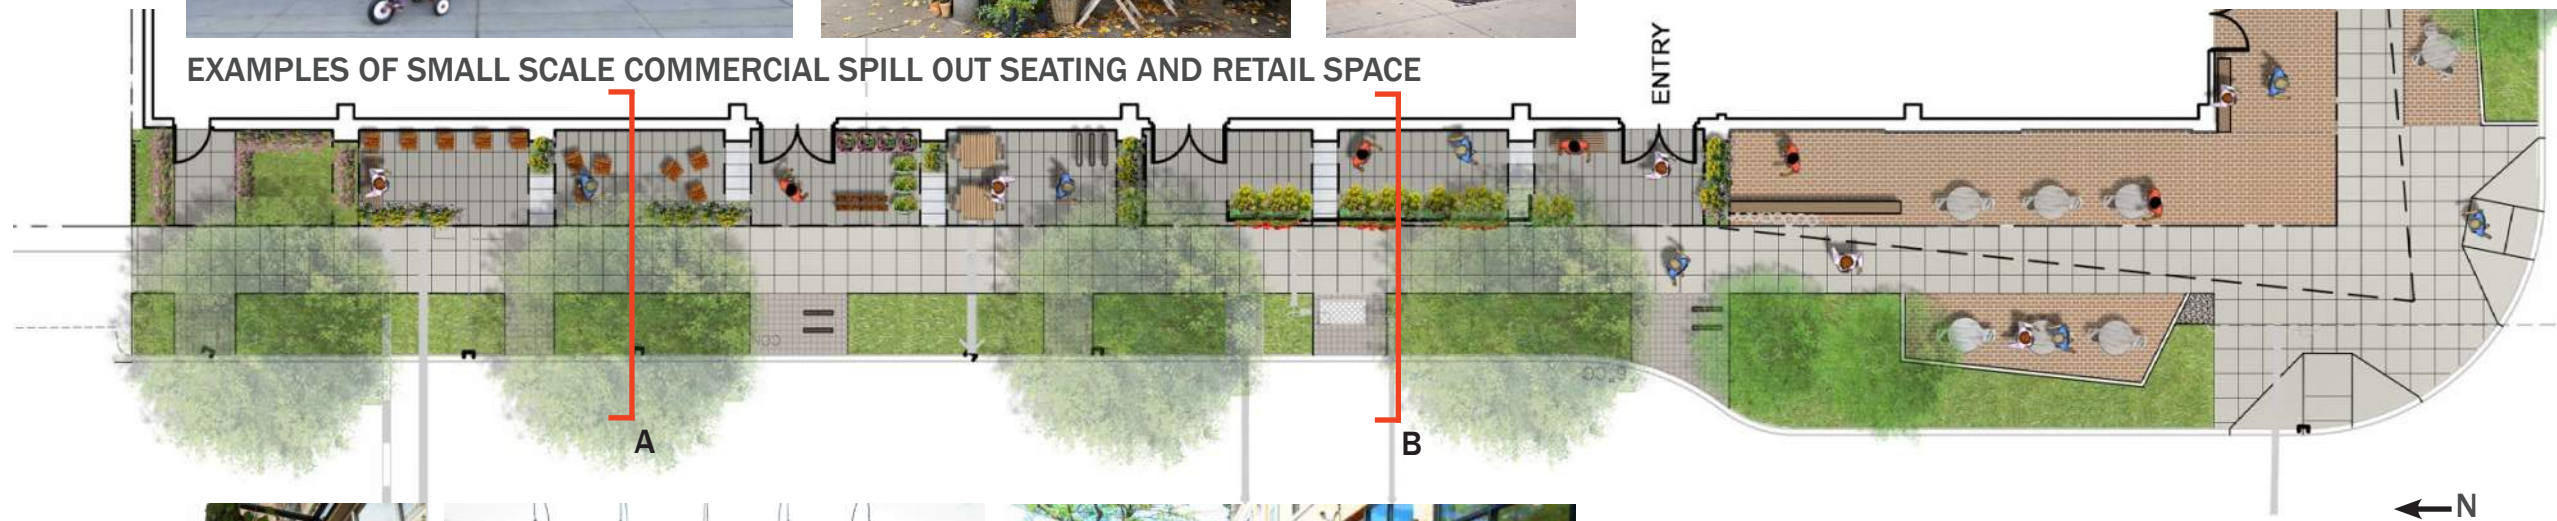 EXAMPLES OF SMALL SCALE COMMERCIAL SPILL OUT SEATING AND RETAIL SPACE
ENTRY
A
B
N